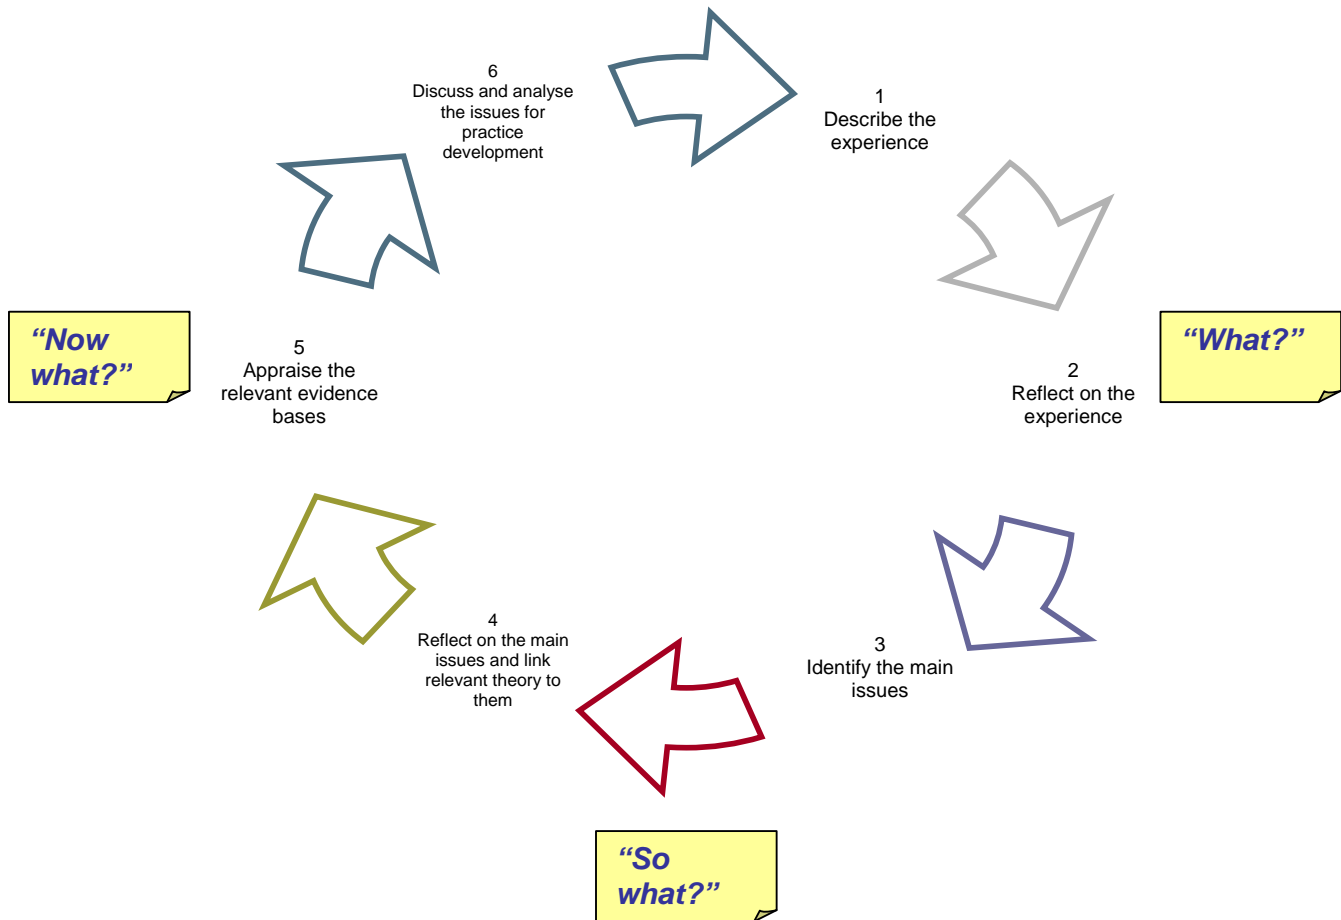 6
Discuss and analyse
the issues for
practice
development
1
Describe the
experience
“Now
what?”
5
Appraise the
relevant evidence
bases
2
Reflect on the
experience
“What?”
4
Reflect on the main
issues and link
relevant theory to
them
3
Identify the main
issues
“So
what?”